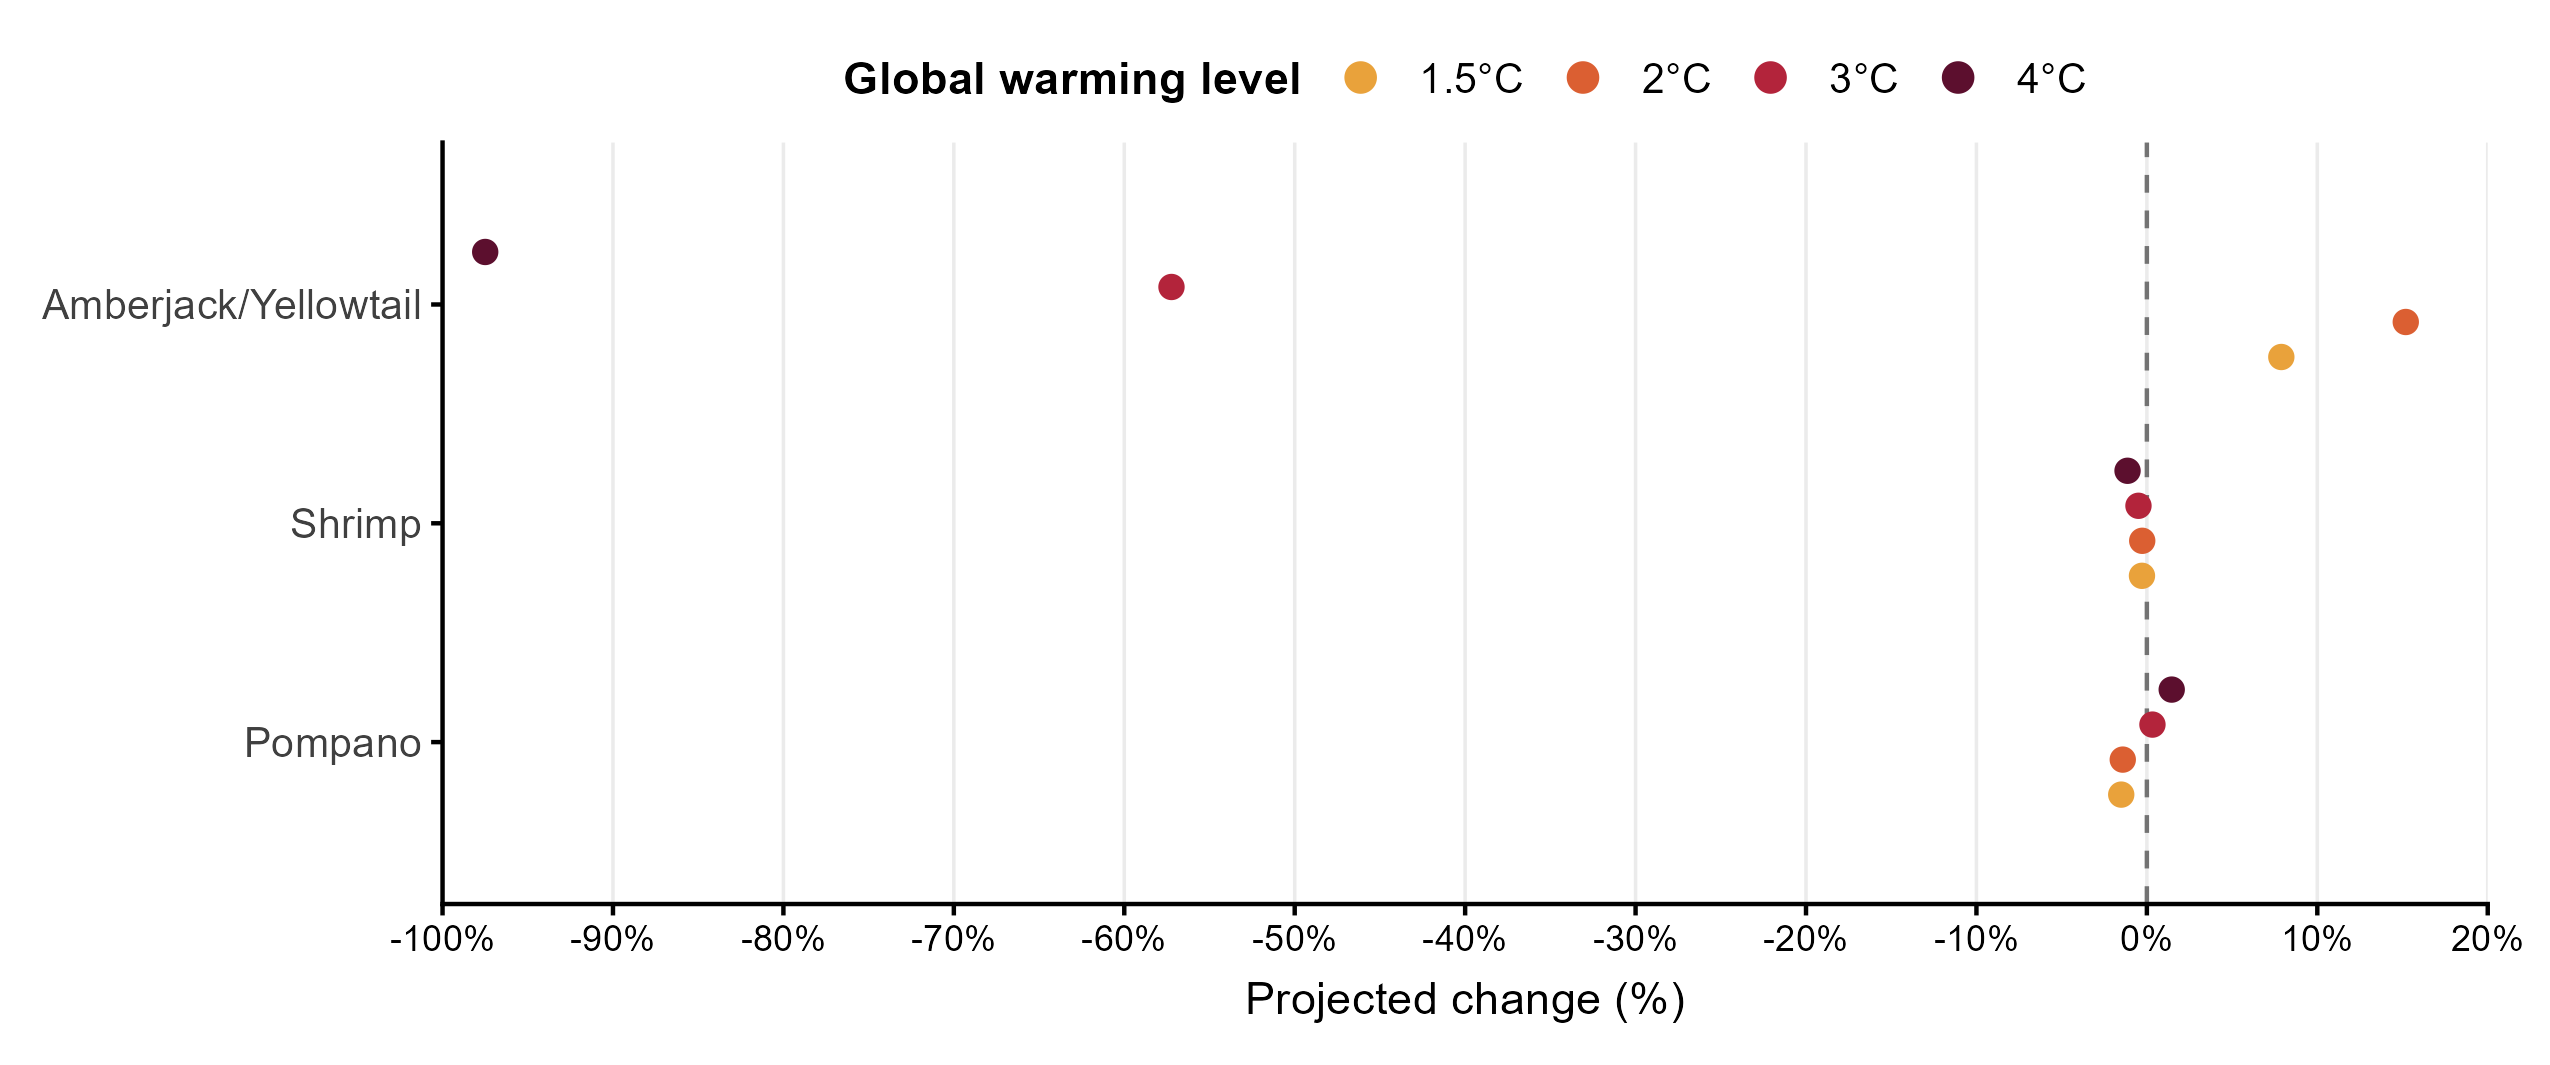 Global warming level 1.5°C 2°C 3°C 4°C
Amberjack/Yellowtail
Shrimp
Pompano
-100% -90% -80% -70% -60% -50% -40% -30% -20% -10% 0% 10% 20%
Projected change (%)